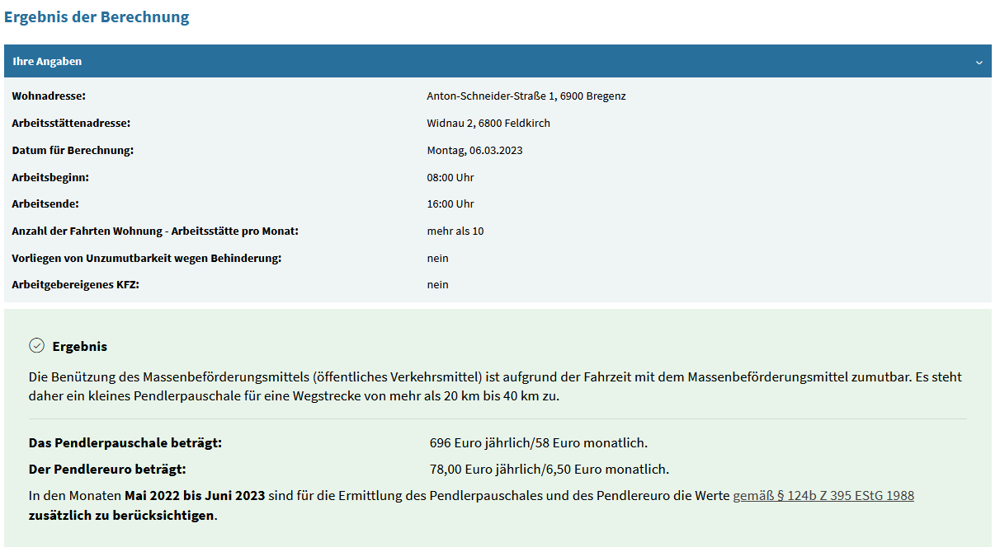 Ergebnis der Berechnung
Ihre Angaben
Wohnadresse: Anton-Schneider-Straße 1, 6900 Bregenz
Arbeitsstättenadresse: Widnau 2, 6800 Feldkirch
Datum für Berechnung: Montag, 06.03.2023
Arbeitsbeginn: 08:00 Uhr
Arbeitsende: 16:00 Uhr
Anzahl der Fahrten Wohnung - Arbeitsstätte pro Monat: mehr als 10
Vorliegen von Unzumutbarkeit wegen Behinderung: nein
Arbeitgebereigenes KFZ: nein
Ergebnis
Die Benützung des Massenbeförderungsmittels (öffentliches Verkehrsmittel) ist aufgrund der Fahrzeit mit dem Massenbeförderungsmittel zumutbar. Es steht
daher ein kleines Pendlerpauschale für eine Wegstrecke von mehr als 20 km bis 40 km zu.
Das Pendlerpauschale beträgt: 696 Euro jährlich/58 Euro monatlich.
Der Pendlereuro beträgt: 78,00 Euro jährlich/6,50 Euro monatlich.
In den Monaten Mai 2022 bis Juni 2023 sind für die Ermittlung des Pendlerpauschales und des Pendlereuro die Werte gemäß § 124b Z 395 EStG 1988
zusätzlich zu berücksichtigen.